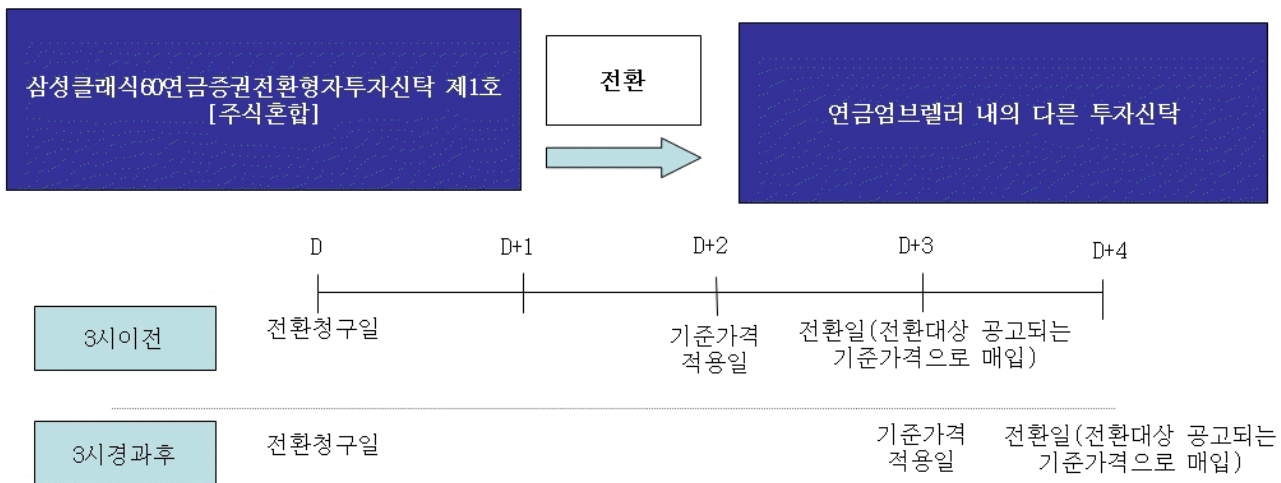 삼성클래식60연금증권전환형자투자신탁 제1호
[주식혼합]
전환
연금엄브렐러 내의 다른 투자신탁
D
D+1
D+2
D+3
D+4
3시이전
전환청구일
기준가격
적용일
전환일(전환대상 공고되는
기준가격으로 매입)
3시경과후
전환청구일
기준가격
적용일
전환일(전환대상 공고되는
기준가격으로 매입)